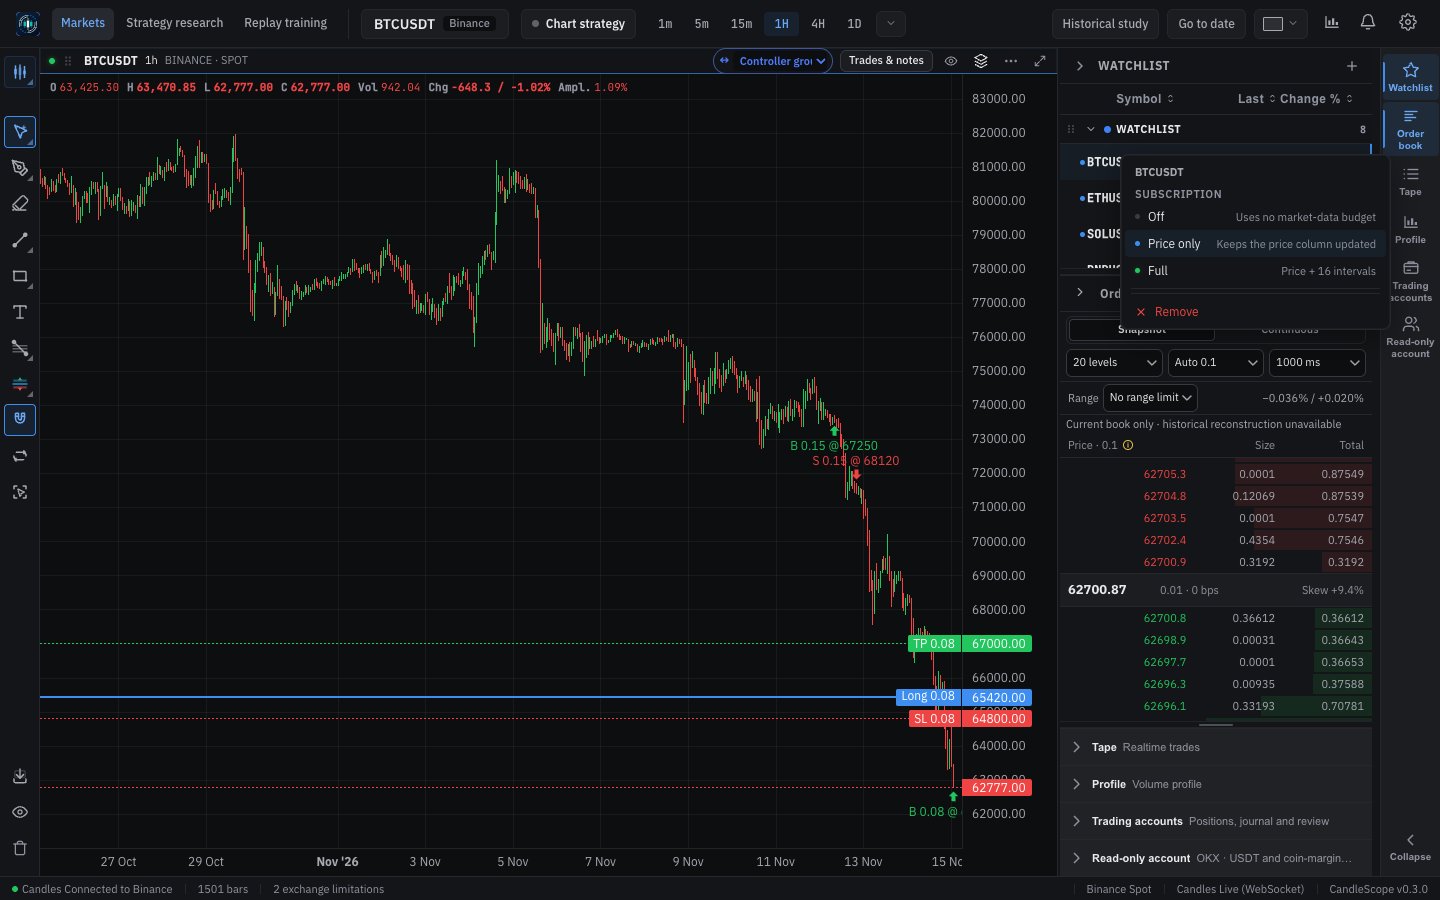 Markets
Strategy research
Replay training
BTCUSDT Binance
Chart strategy
1m 5m 15m 1H 4H 1D
Historical study
Go to date
BTCUSDT 1h BINANCE · SPOT
Controller grou
Trades & notes
O 63,425.30 H 63,470.85 L 62,777.00 C 62,777.00 Vol 942.04 Chg -648.3 / -1.02% Ampl. 1.09%
83000.00
82000.00
81000.00
80000.00
79000.00
78000.00
77000.00
76000.00
75000.00
74000.00
73000.00
72000.00
71000.00
70000.00
69000.00
68000.00
67000.00
66000.00
65420.00
64800.00
64000.00
63000.00
62777.00
62000.00
B 0.15 @ 67250
S 0.15 @ 68120
TP 0.08
Long 0.08
SL 0.08
B 0.08 @
27 Oct
29 Oct
Nov '26
3 Nov
5 Nov
7 Nov
9 Nov
11 Nov
13 Nov
15 No
WATCHLIST
Symbol Last Change %
WATCHLIST 8
BTCUS
ETHUS
SOLUS
BTCUSDT
SUBSCRIPTION
Off Uses no market-data budget
Price only Keeps the price column updated
Full Price + 16 intervals
Remove
Ord
Snapshot Continuous
20 levels Auto 0.1 1000 ms
Range No range limit −0.036% / +0.020%
Current book only · historical reconstruction unavailable
Price · 0.1 Size Total
62705.3 0.0001 0.87549
62704.8 0.12069 0.87539
62703.5 0.0001 0.7547
62702.4 0.4354 0.7546
62700.9 0.3192 0.3192
62700.87 0.01 · 0 bps Skew +9.4%
62700.8 0.36612 0.36612
62698.9 0.00031 0.36643
62697.7 0.0001 0.36653
62696.3 0.00935 0.37588
62696.1 0.33193 0.70781
Tape Realtime trades
Profile Volume profile
Trading accounts Positions, journal and review
Read-only account OKX · USDT and coin-margin…
Watchlist
Order
book
Tape
Profile
Trading
accounts
Read-only
account
Collapse
Candles Connected to Binance
1501 bars
2 exchange limitations
Binance Spot
Candles Live (WebSocket)
CandleScope v0.3.0